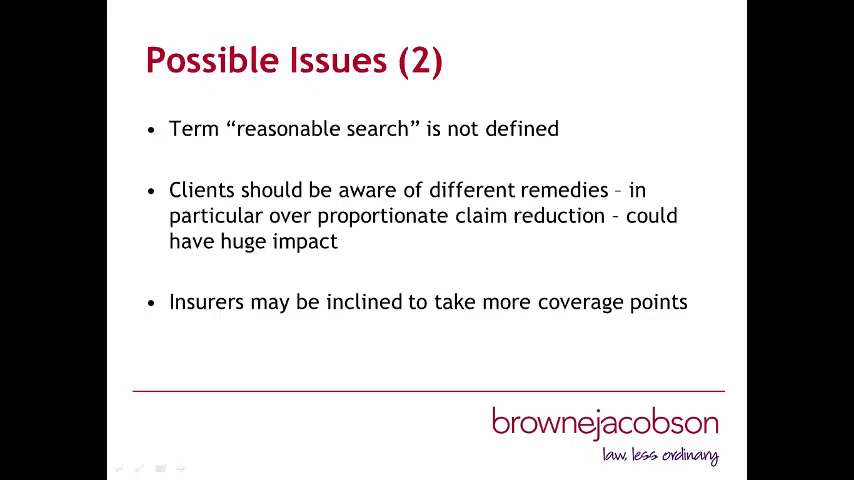 Possible Issues (2)
• Term “reasonable search” is not defined
• Clients should be aware of different remedies – in
particular over proportionate claim reduction – could
have huge impact
• Insurers may be inclined to take more coverage points
brownejacobson
law, less ordinary